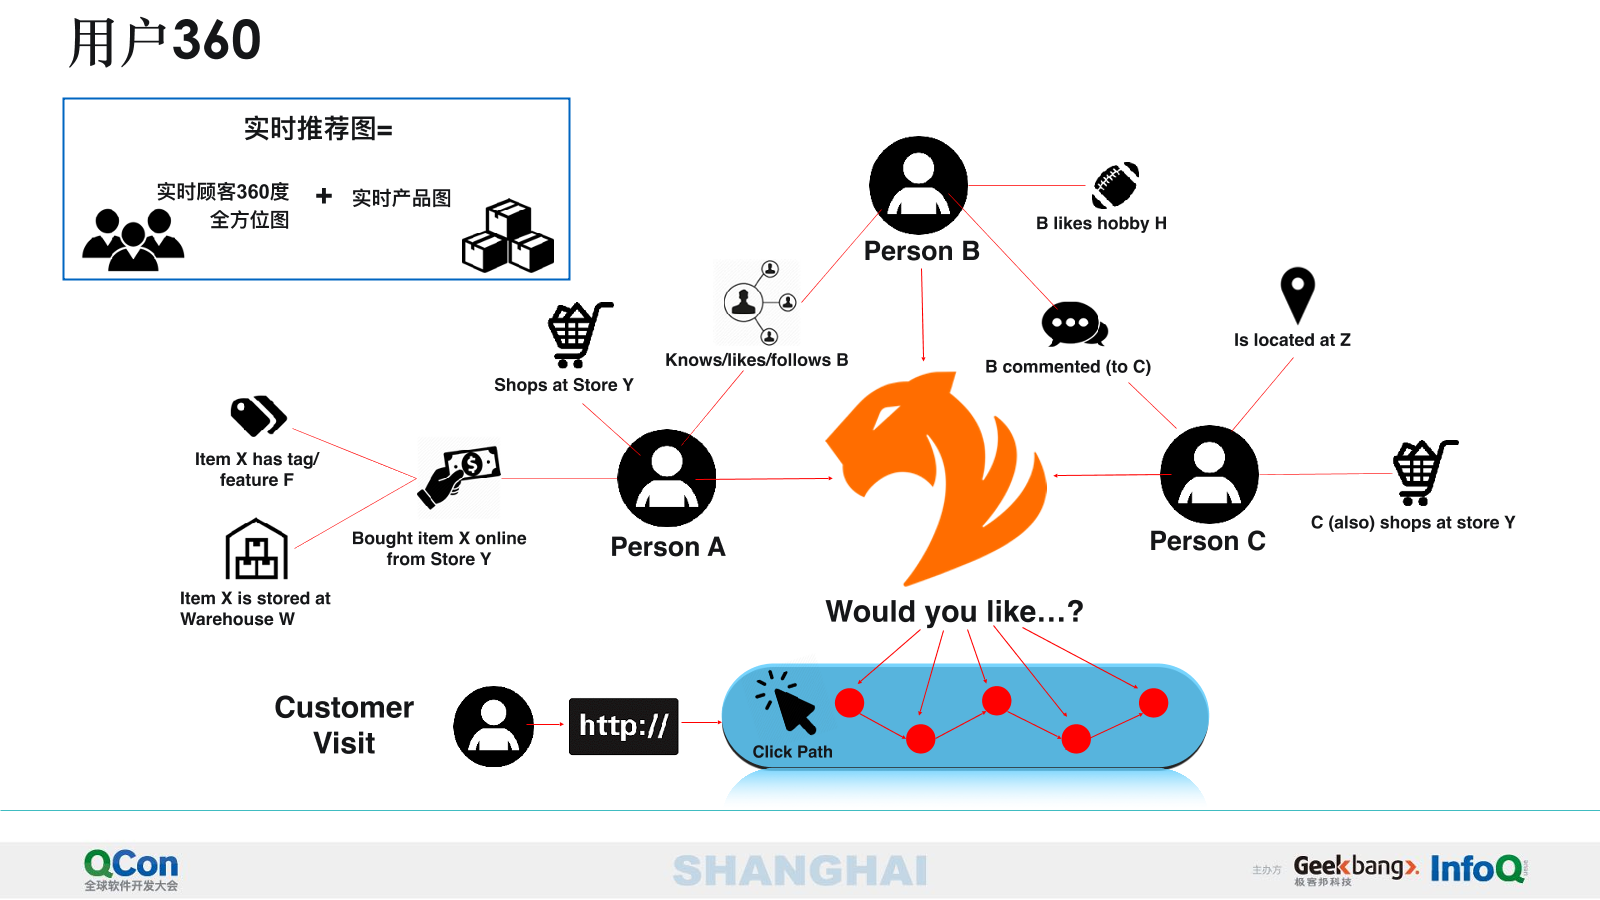 用户360
实时推荐图=
实时顾客360度
全方位图
+
实时产品图
B likes hobby H
Person B
Is located at Z
Knows/likes/follows B
B commented (to C)
Shops at Store Y
Item X has tag/
feature F
Bought item X online
from Store Y
Person A
Person C
C (also) shops at store Y
Item X is stored at
Warehouse W
Would you like...?
Customer
Visit
http://
Click Path
QCon
全球软件开发大会
SHANGHAI
主办方
Geekbang>.
极客邦科技
InfoQ